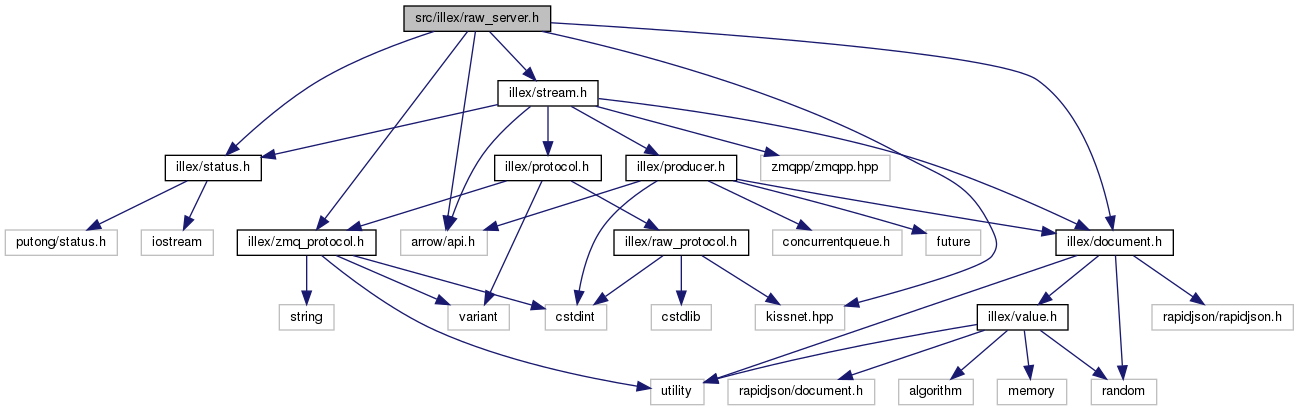 src/illex/raw_server.h
illex/stream.h
illex/status.h
illex/protocol.h
illex/producer.h
zmqpp/zmqpp.hpp
putong/status.h
iostream
illex/zmq_protocol.h
arrow/api.h
illex/raw_protocol.h
concurrentqueue.h
future
illex/document.h
string
variant
cstdint
cstdlib
kissnet.hpp
illex/value.h
rapidjson/rapidjson.h
utility
rapidjson/document.h
algorithm
memory
random